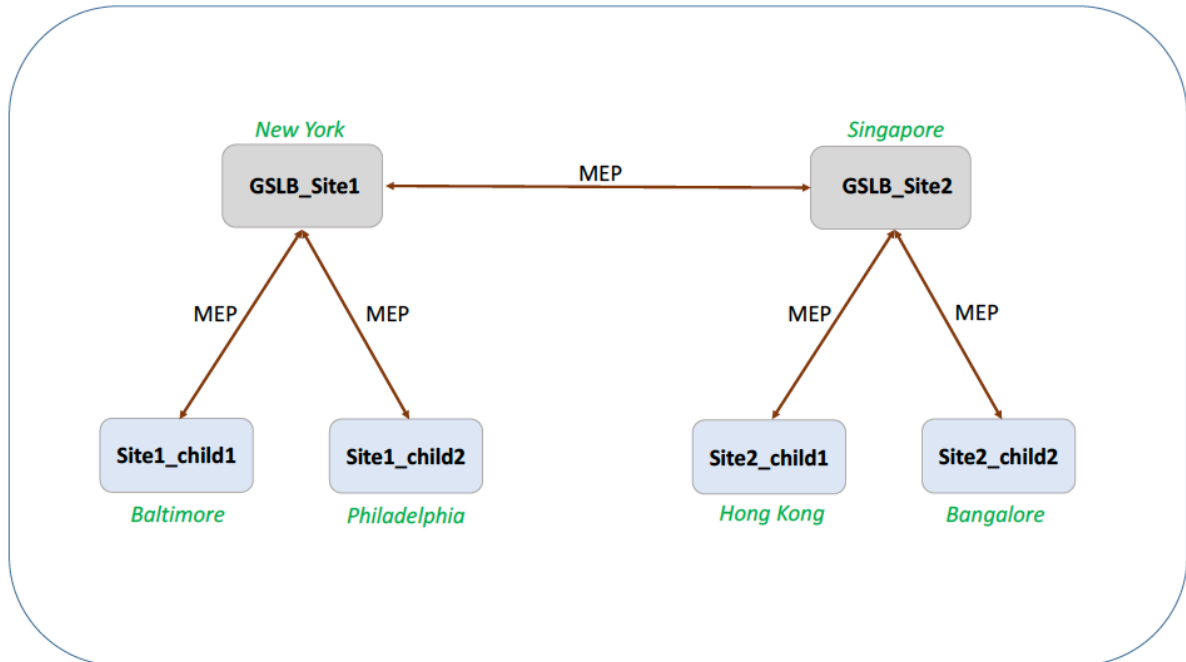 New York
Singapore
GSLB_Site1
MEP
GSLB_Site2
MEP
MEP
MEP
MEP
Site1_child1
Site1_child2
Site2_child1
Site2_child2
Baltimore
Philadelphia
Hong Kong
Bangalore